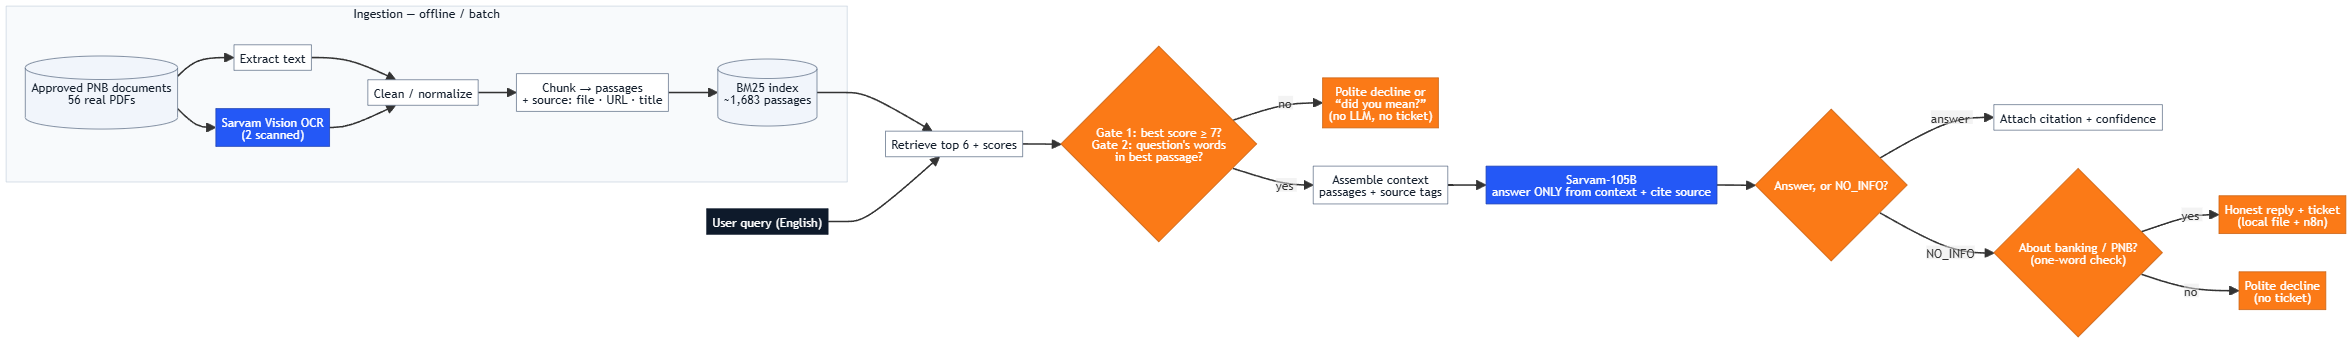 Ingestion — offline / batch
Approved PNB documents
56 real PDFs
Extract text
Sarvam Vision OCR
(2 scanned)
Clean / normalize
Chunk → passages
+ source: file · URL · title
BM25 index
~1,683 passages
User query (English)
Retrieve top 6 + scores
Gate 1: best score ≥ 7?
Gate 2: question's words
in best passage?
no
Polite decline or
“did you mean?”
(no LLM, no ticket)
yes
Assemble context
passages + source tags
Sarvam-105B
answer ONLY from context + cite source
Answer, or NO_INFO?
answer
Attach citation + confidence
NO_INFO
About banking / PNB?
(one-word check)
yes
Honest reply + ticket
(local file + n8n)
no
Polite decline
(no ticket)